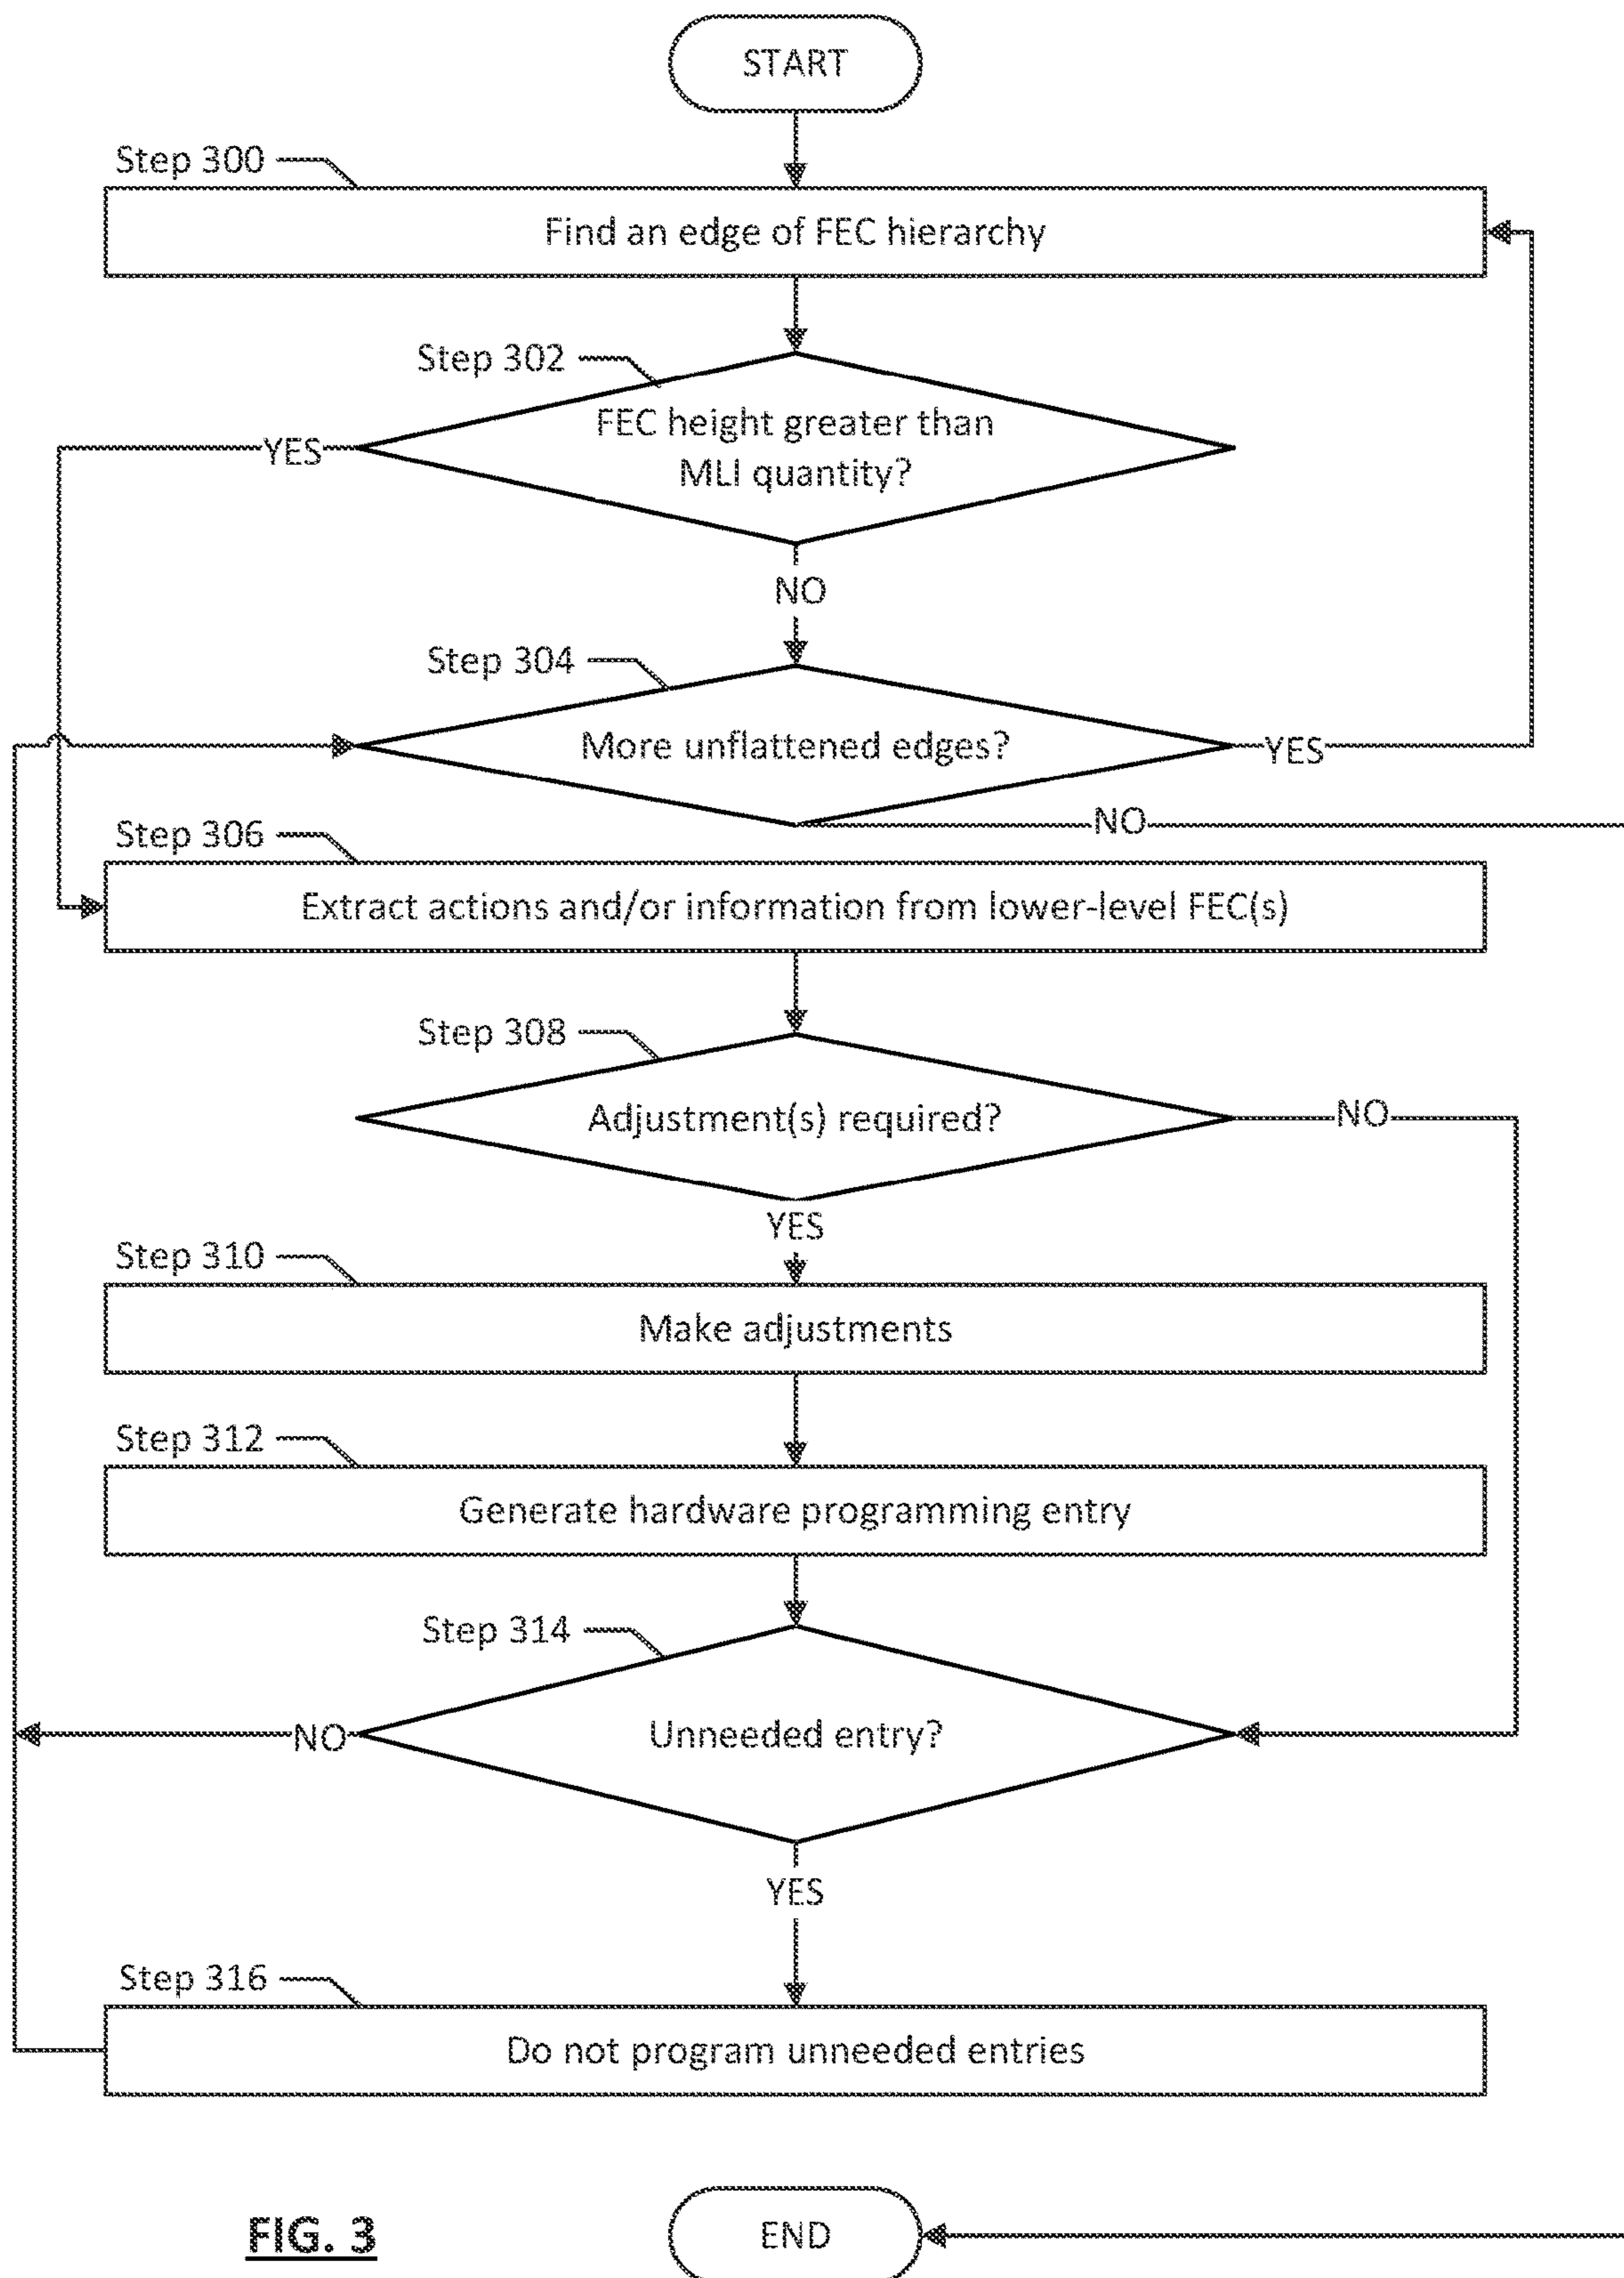 START
Step 300
Find an edge of FEC hierarchy
Step 302
FEC height greater than
MLI quantity?
YES
NO
Step 304
More unflattened edges?
YES
NO
Step 306
Extract actions and/or information from lower-level FEC(s)
Step 308
Adjustment(s) required?
NO
YES
Step 310
Make adjustments
Step 312
Generate hardware programming entry
Step 314
Unneeded entry?
NO
YES
Step 316
Do not program unneeded entries
FIG. 3
END